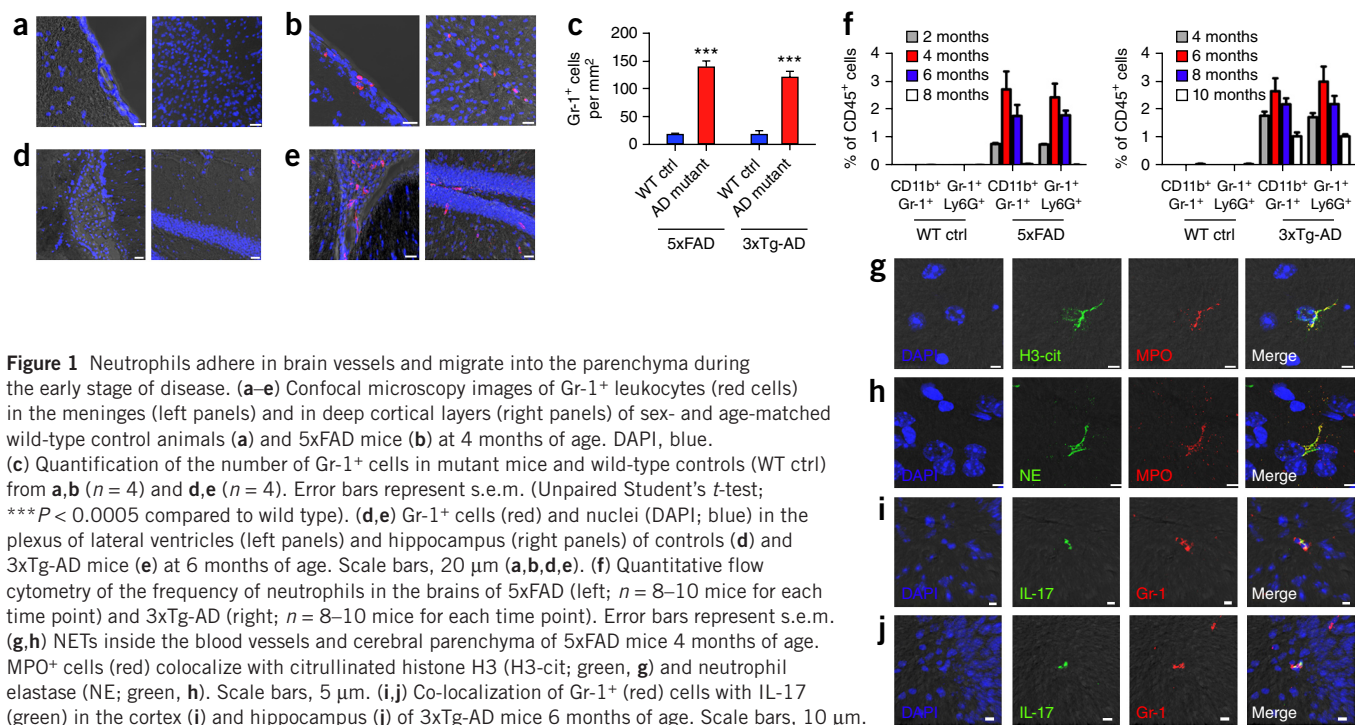 a
b
c
Gr-1⁺ cells
per mm²
200
150
100
50
0
***
***
WT ctrl
AD mutant
WT ctrl
AD mutant
5xFAD
3xTg-AD
d
e
f
% of CD45⁺ cells
4
3
2
1
0
2 months
4 months
6 months
8 months
CD11b⁺ Gr-1⁺ CD11b⁺ Gr-1⁺
Gr-1⁺ Ly6G⁺ Gr-1⁺ Ly6G⁺
WT ctrl 5xFAD
% of CD45⁺ cells
4
3
2
1
0
4 months
6 months
8 months
10 months
CD11b⁺ Gr-1⁺ CD11b⁺ Gr-1⁺
Gr-1⁺ Ly6G⁺ Gr-1⁺ Ly6G⁺
WT ctrl 3xTg-AD
g
DAPI H3-cit MPO Merge
h
DAPI NE MPO Merge
i
DAPI IL-17 Gr-1 Merge
j
DAPI IL-17 Gr-1 Merge
Figure 1 Neutrophils adhere in brain vessels and migrate into the parenchyma during
the early stage of disease. (a–e) Confocal microscopy images of Gr-1⁺ leukocytes (red cells)
in the meninges (left panels) and in deep cortical layers (right panels) of sex- and age-matched
wild-type control animals (a) and 5xFAD mice (b) at 4 months of age. DAPI, blue.
(c) Quantification of the number of Gr-1⁺ cells in mutant mice and wild-type controls (WT ctrl)
from a,b (n = 4) and d,e (n = 4). Error bars represent s.e.m. (Unpaired Student's t-test;
***P < 0.0005 compared to wild type). (d,e) Gr-1⁺ cells (red) and nuclei (DAPI; blue) in the
plexus of lateral ventricles (left panels) and hippocampus (right panels) of controls (d) and
3xTg-AD mice (e) at 6 months of age. Scale bars, 20 μm (a,b,d,e). (f) Quantitative flow
cytometry of the frequency of neutrophils in the brains of 5xFAD (left; n = 8–10 mice for each
time point) and 3xTg-AD (right; n = 8–10 mice for each time point). Error bars represent s.e.m.
(g,h) NETs inside the blood vessels and cerebral parenchyma of 5xFAD mice 4 months of age.
MPO⁺ cells (red) colocalize with citrullinated histone H3 (H3-cit; green, g) and neutrophil
elastase (NE; green, h). Scale bars, 5 μm. (i,j) Co-localization of Gr-1⁺ (red) cells with IL-17
(green) in the cortex (i) and hippocampus (j) of 3xTg-AD mice 6 months of age. Scale bars, 10 μm.